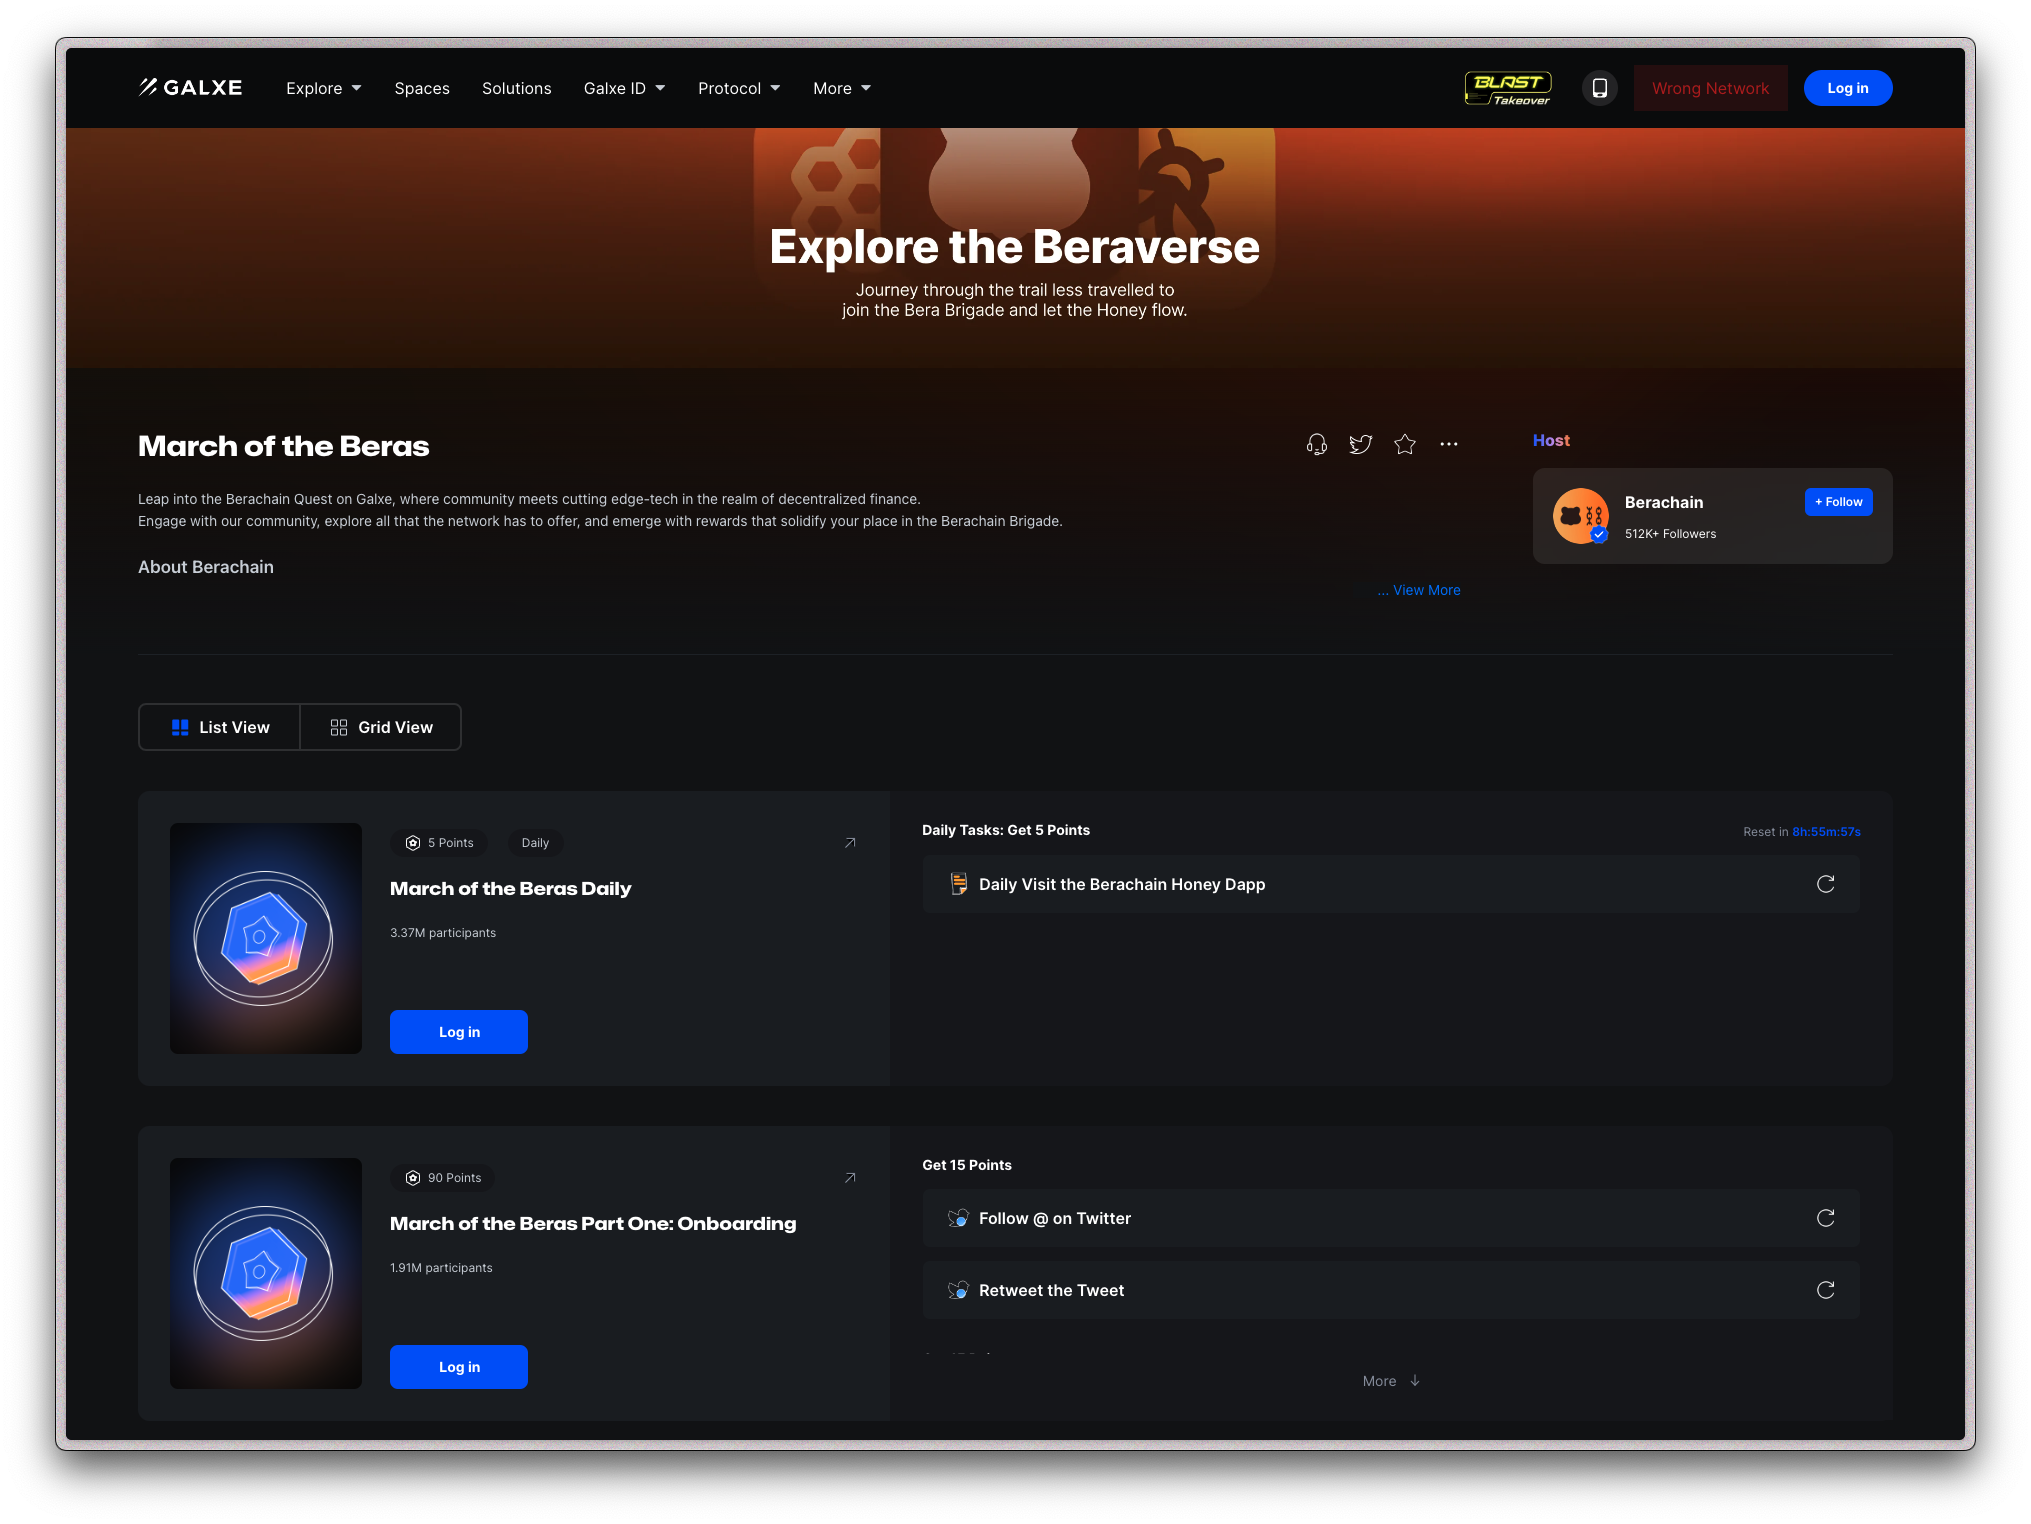 GALXE
Explore
Spaces
Solutions
Galxe ID
Protocol
More
BLAST
Takeover
Wrong Network
Log in
Explore the Beraverse
Journey through the trail less travelled to
join the Bera Brigade and let the Honey flow.
March of the Beras
Leap into the Berachain Quest on Galxe, where community meets cutting edge-tech in the realm of decentralized finance.
Engage with our community, explore all that the network has to offer, and emerge with rewards that solidify your place in the Berachain Brigade.
About Berachain
... View More
Host
Berachain
+ Follow
512K+ Followers
List View
Grid View
5 Points
Daily
March of the Beras Daily
3.37M participants
Log in
Daily Tasks: Get 5 Points
Reset in 8h:55m:57s
Daily Visit the Berachain Honey Dapp
90 Points
March of the Beras Part One: Onboarding
1.91M participants
Log in
Get 15 Points
Follow @ on Twitter
Retweet the Tweet
More